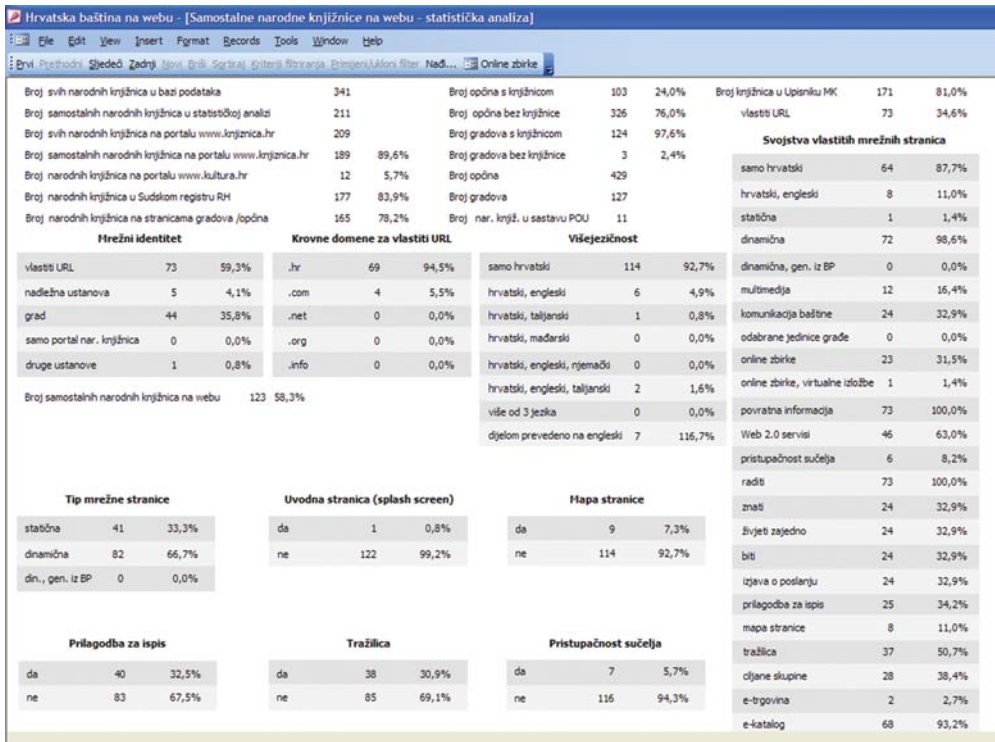 Hrvatska baština na webu - [Samostalne narodne knjižnice na webu - statistička analiza]
File Edit View Insert Format Records Tools Window Help
Prvi Prethodni Sljedeći Zadnji Novi Briši Sortiraj Kriterij filtriranja Primijeni/ukloni filter Nađi... Online zbirke
Broj svih narodnih knjižnica u bazi podataka 341
Broj samostalnih narodnih knjižnica u statističkoj analizi 211
Broj svih narodnih knjižnica na portalu www.knjiznica.hr 209
Broj samostalnih narodnih knjižnica na portalu www.knjiznica.hr 189 89,6%
Broj narodnih knjižnica na portalu www.kultura.hr 12 5,7%
Broj narodnih knjižnica u Sudskom registru RH 177 83,9%
Broj narodnih knjižnica na stranicama gradova /općina 165 78,2%
Broj općina s knjižnicom 103 24,0%
Broj općina bez knjižnice 326 76,0%
Broj gradova s knjižnicom 124 97,6%
Broj gradova bez knjižnice 3 2,4%
Broj općina 429
Broj gradova 127
Broj nar. knjiž. u sastavu POU 11
Broj knjižnica u Upisniku MK 171 81,0%
vlastiti URL 73 34,6%
Mrežni identitet
vlastiti URL 73 59,3%
nadležna ustanova 5 4,1%
grad 44 35,8%
samo portal nar. knjižnica 0 0,0%
druge ustanove 1 0,8%
Broj samostalnih narodnih knjižnica na webu 123 58,3%
Krovne domene za vlastiti URL
.hr 69 94,5%
.com 4 5,5%
.net 0 0,0%
.org 0 0,0%
.info 0 0,0%
Višejezičnost
samo hrvatski 114 92,7%
hrvatski, engleski 6 4,9%
hrvatski, talijanski 1 0,8%
hrvatski, mađarski 0 0,0%
hrvatski, engleski, njemački 0 0,0%
hrvatski, engleski, talijanski 2 1,6%
više od 3 jezika 0 0,0%
dijelom prevedeno na engleski 7 116,7%
Svojstva vlastitih mrežnih stranica
samo hrvatski 64 87,7%
hrvatski, engleski 8 11,0%
statična 1 1,4%
dinamična 72 98,6%
dinamična, gen. iz BP 0 0,0%
multimedija 12 16,4%
komunikacija baštine 24 32,9%
odabrane jedinice građe 0 0,0%
online zbirke 23 31,5%
online zbirke, virtualne izložbe 1 1,4%
povratna informacija 73 100,0%
Web 2.0 servisi 46 63,0%
pristupačnost sučelja 6 8,2%
raditi 73 100,0%
znati 24 32,9%
živjeti zajedno 24 32,9%
biti 24 32,9%
izjava o poslanju 24 32,9%
prilagodba za ispis 25 34,2%
mapa stranice 8 11,0%
tražilica 37 50,7%
ciljane skupine 28 38,4%
e-trgovina 2 2,7%
e-katalog 68 93,2%
Tip mrežne stranice
statična 41 33,3%
dinamična 82 66,7%
din., gen. iz BP 0 0,0%
Uvodna stranica (splash screen)
da 1 0,8%
ne 122 99,2%
Mapa stranice
da 9 7,3%
ne 114 92,7%
Prilagodba za ispis
da 40 32,5%
ne 83 67,5%
Tražilica
da 38 30,9%
ne 85 69,1%
Pristupačnost sučelja
da 7 5,7%
ne 116 94,3%